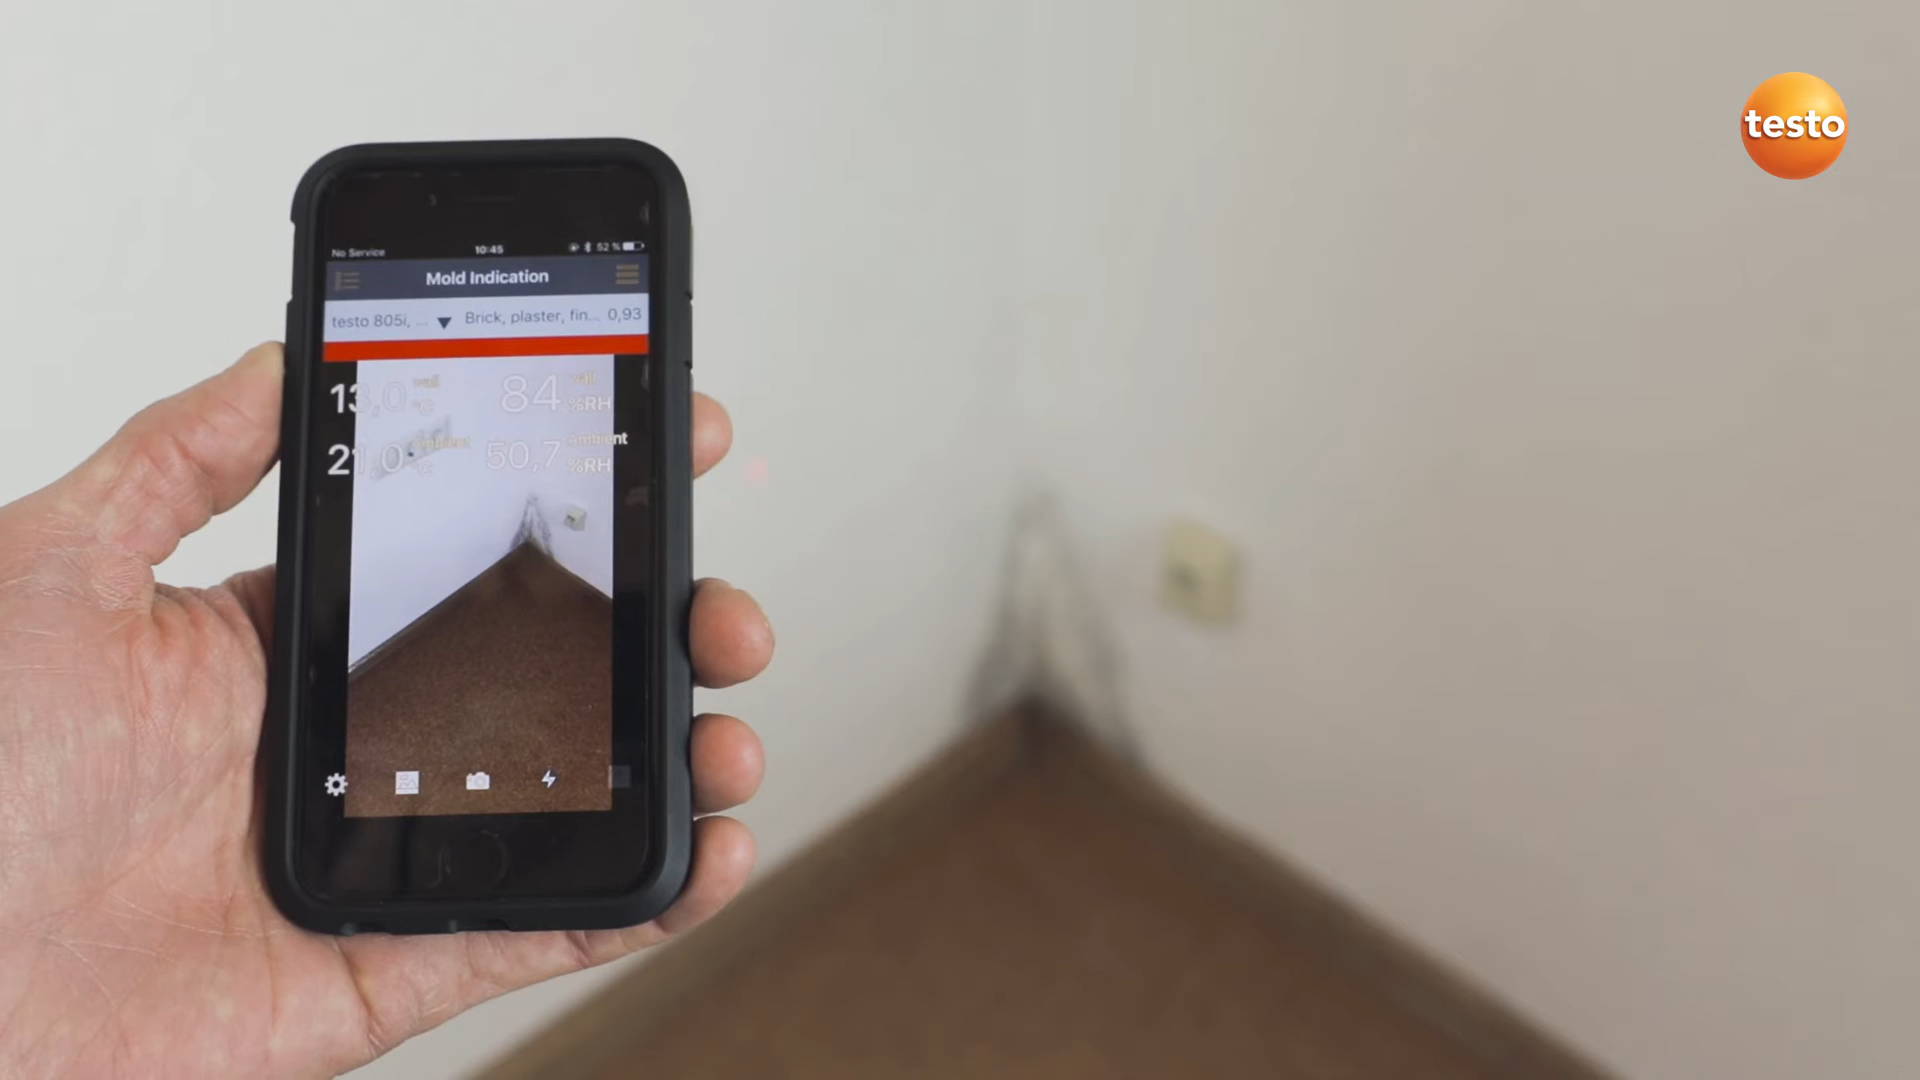 testo
No Service 10:45 52 %
Mold Indication
testo 805i, ... Brick, plaster, fin... 0,93
13,0 wall °C 84 wall %RH
21,0 Ambient °C 50,7 Ambient %RH